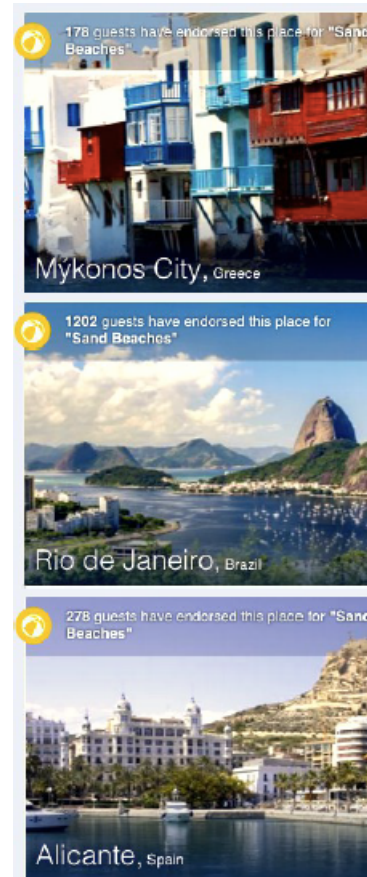 178 guests have endorsed this place for "Sand
Beaches"
Mykonos City, Greece
1202 guests have endorsed this place for
"Sand Beaches"
Rio de Janeiro, Brazil
278 guests have endorsed this place for "Sand
Beaches"
Alicante, Spain